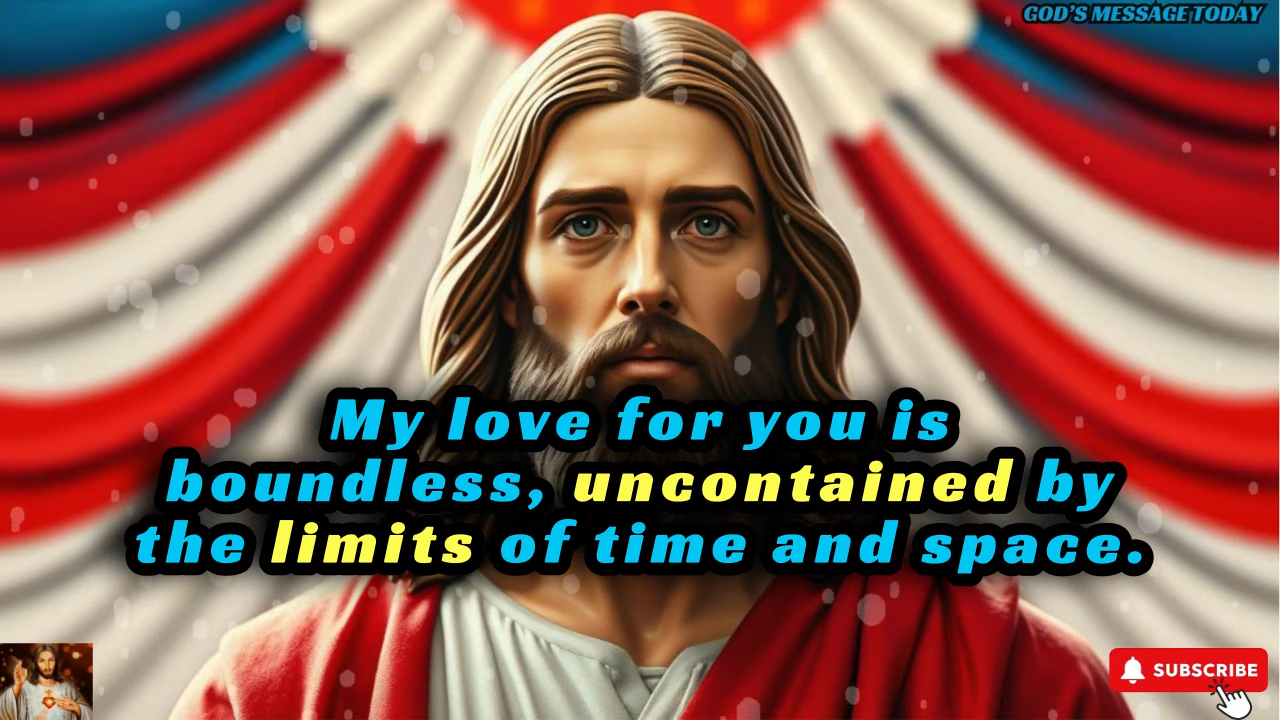 GOD'S MESSAGE TODAY
My love for you is
boundless, uncontained by
the limits of time and space.
SUBSCRIBE